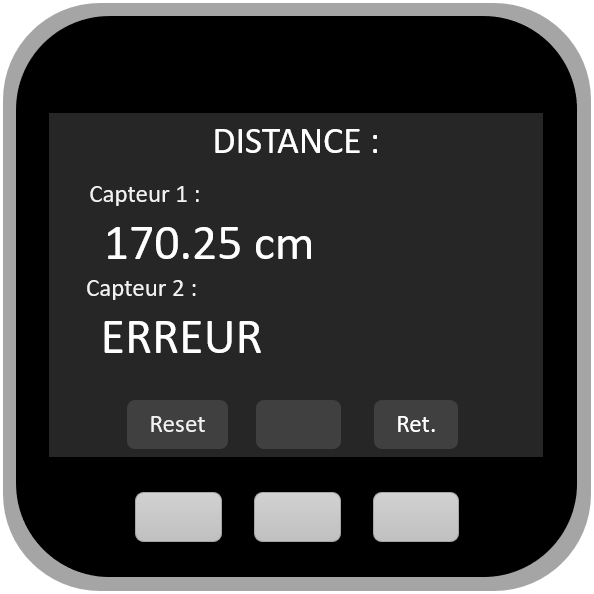 DISTANCE :
Capteur 1 :
170.25 cm
Capteur 2 :
ERREUR
Reset Ret.